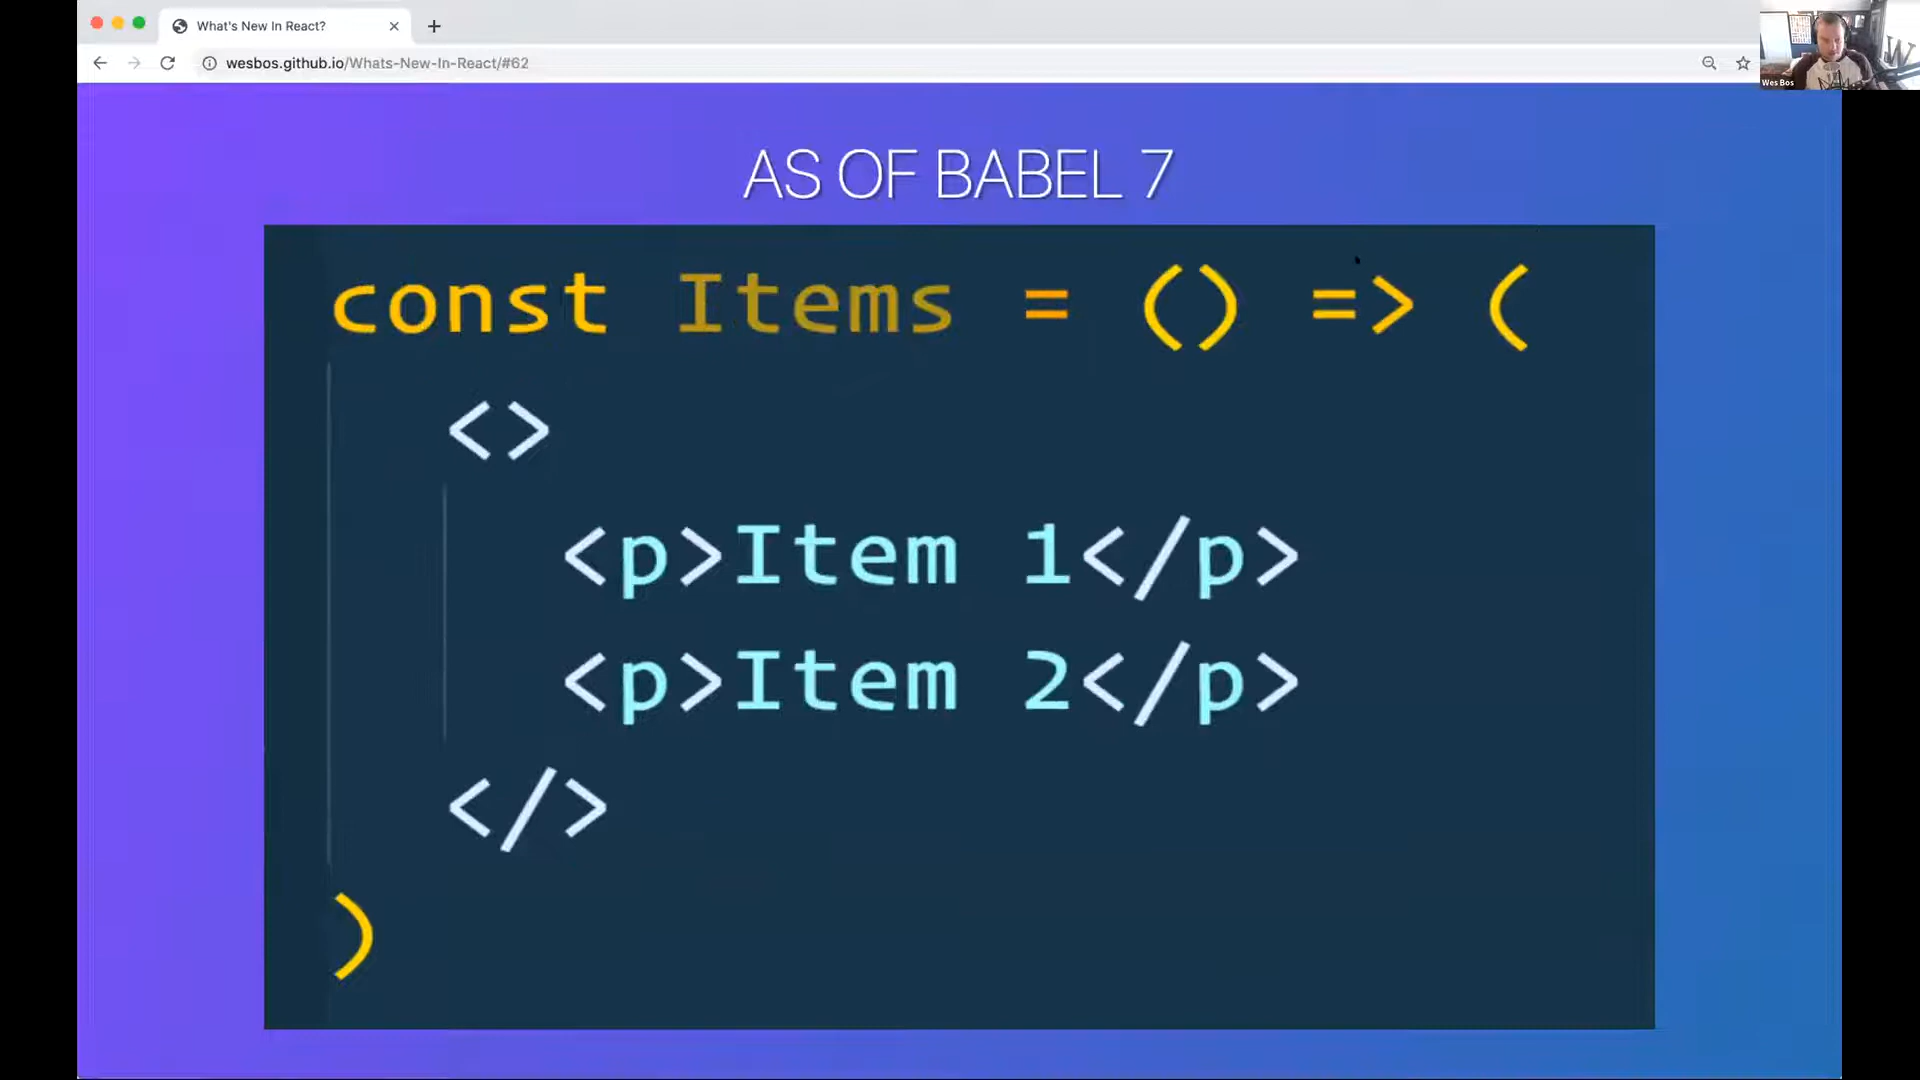 What's New In React?
wesbos.github.io/Whats-New-In-React/#62
Wes Bos
AS OF BABEL 7
const Items = () => (
<>
<p>Item 1</p>
<p>Item 2</p>
</>
)